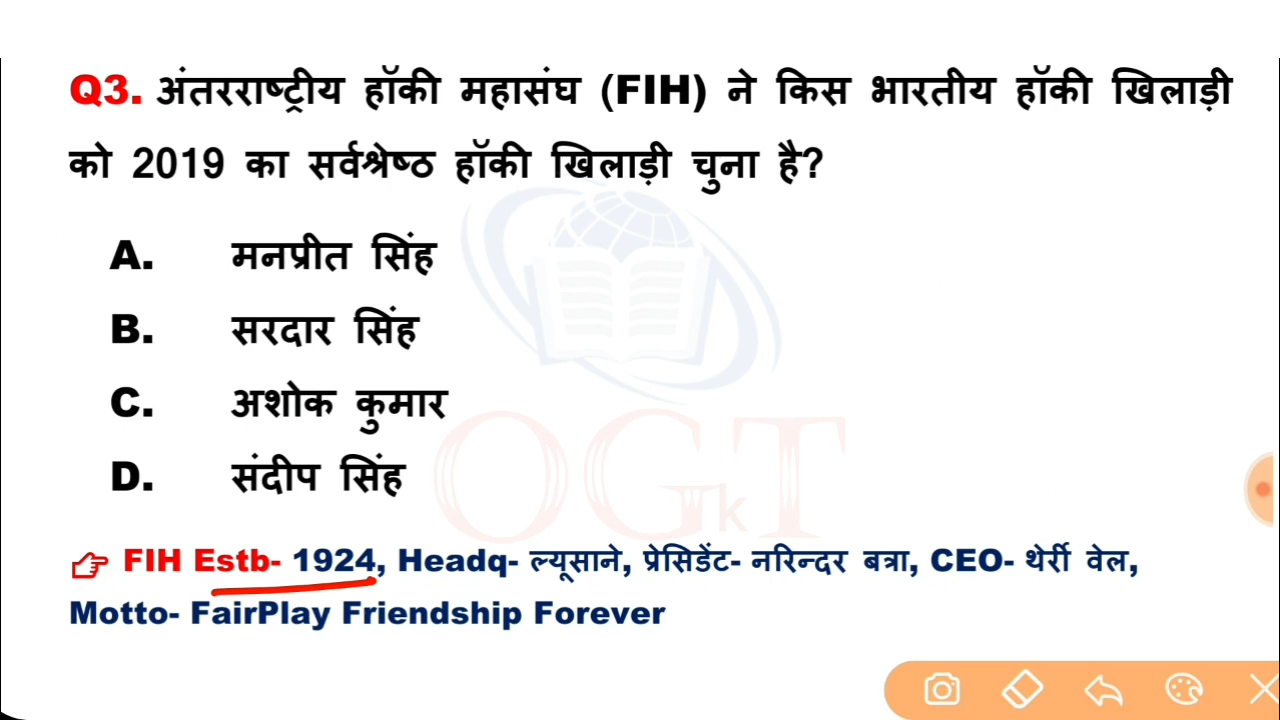 Q3. अंतरराष्ट्रीय हॉकी महासंघ (FIH) ने किस भारतीय हॉकी खिलाड़ी
को 2019 का सर्वश्रेष्ठ हॉकी खिलाड़ी चुना है?
A. मनप्रीत सिंह
B. सरदार सिंह
C. अशोक कुमार
D. संदीप सिंह
OGT
k
FIH Estb- 1924, Headq- ल्यूसाने, प्रेसिडेंट- नरिन्दर बत्रा, CEO- थेर्री वेल,
Motto- FairPlay Friendship Forever